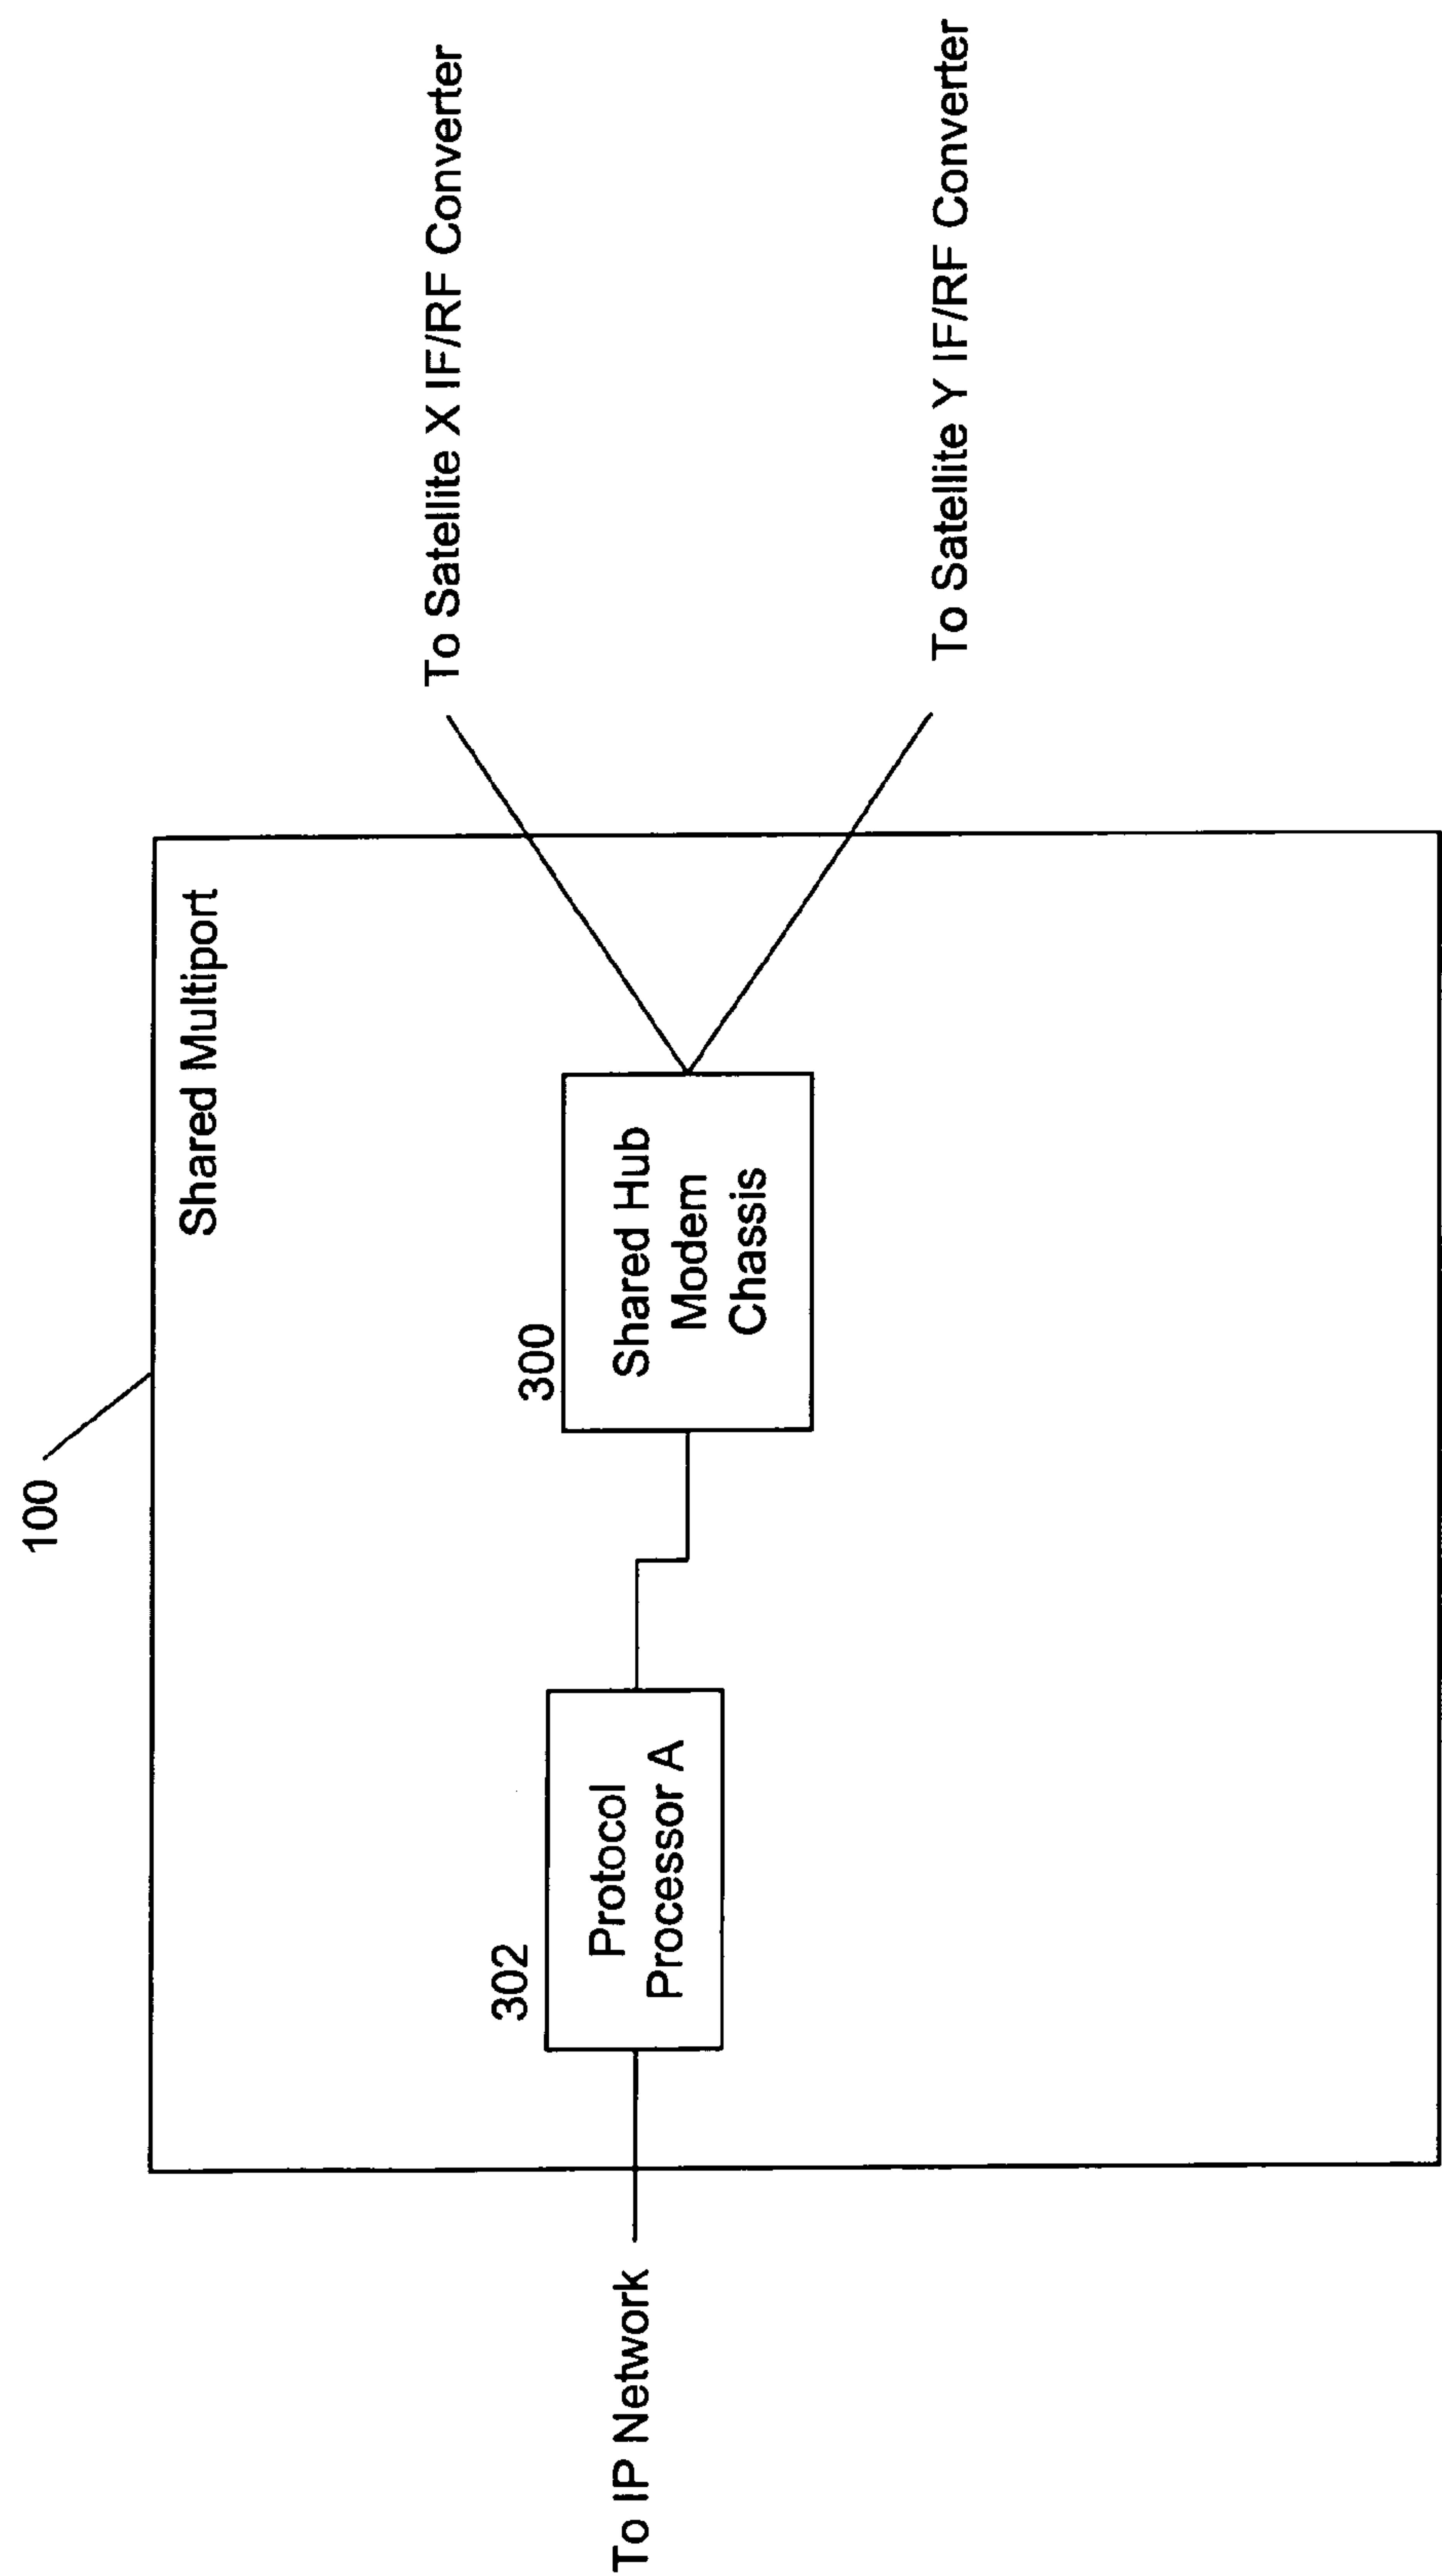 100
Shared Multiport
To Satellite X IF/RF Converter
302
300
Protocol
Processor A
Shared Hub
Modem
Chassis
To IP Network
To Satellite Y IF/RF Converter